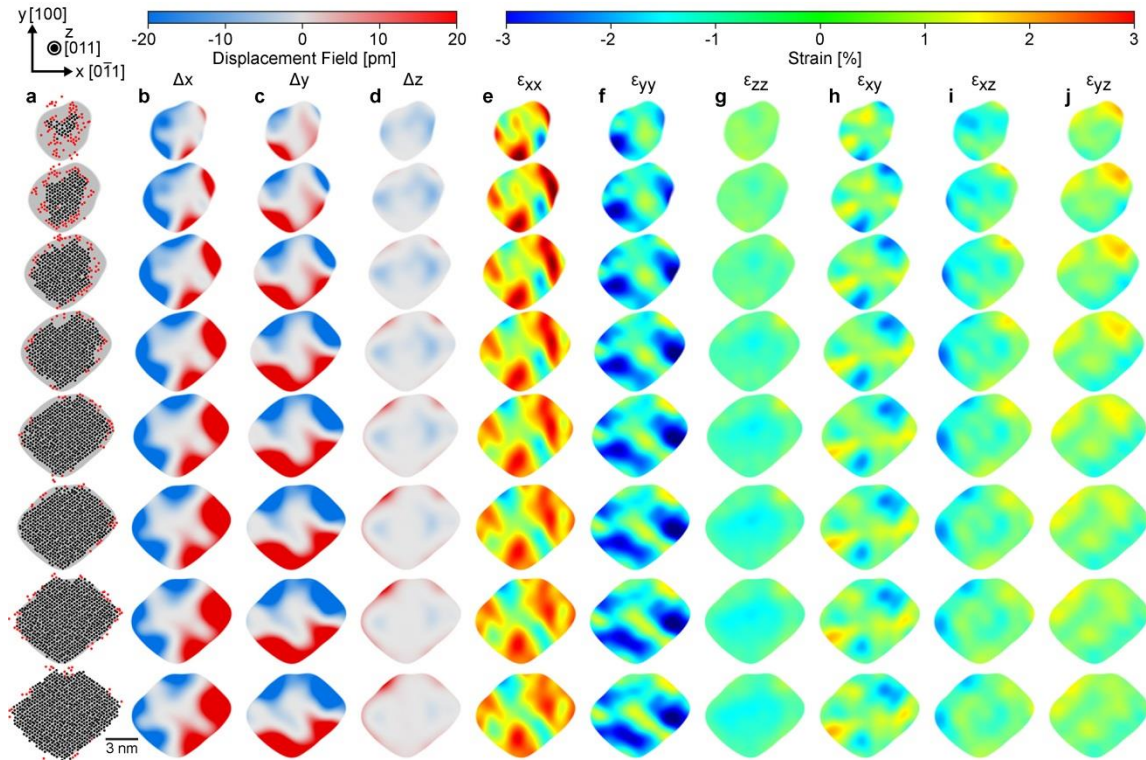 y [100]
z
[011]
x [01̅1]
-20 -10 0 10 20
Displacement Field [pm]
-3 -2 -1 0 1 2 3
Strain [%]
a b Δx c Δy d Δz e εxx f εyy g εzz h εxy i εxz j εyz
3 nm